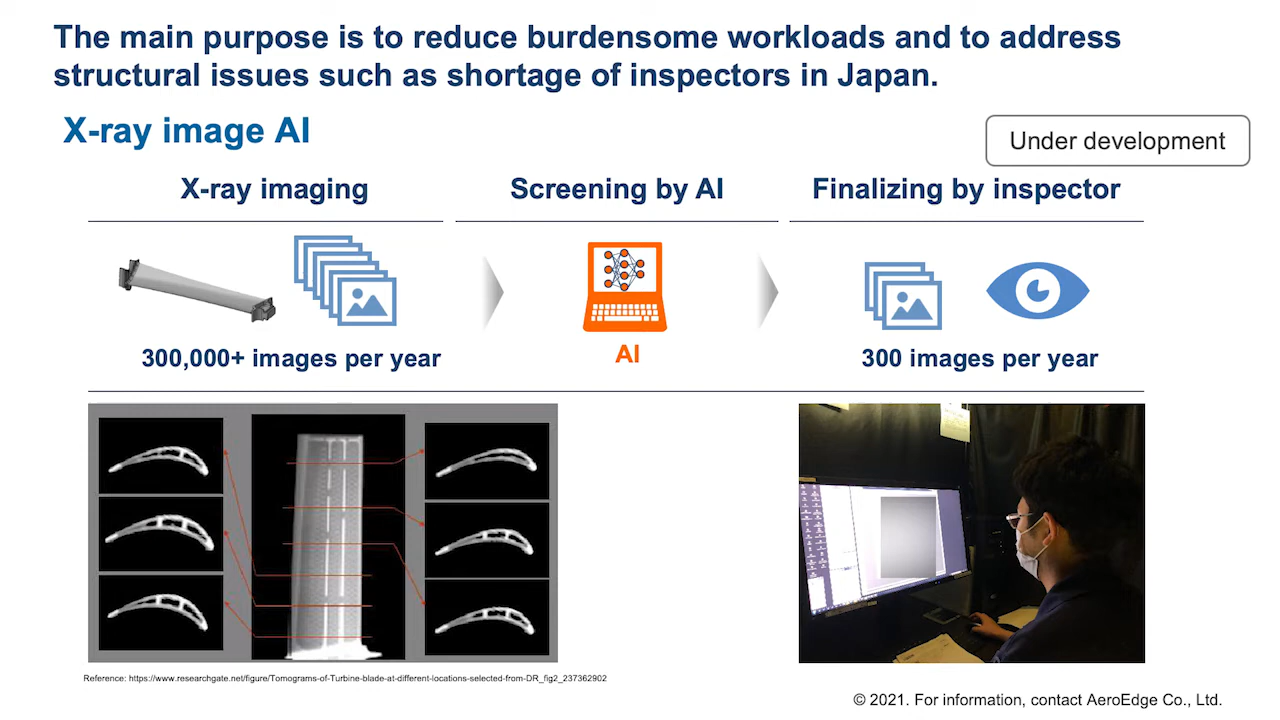 The main purpose is to reduce burdensome workloads and to address
structural issues such as shortage of inspectors in Japan.
X-ray image AI
Under development
X-ray imaging
Screening by AI
Finalizing by inspector
300,000+ images per year
AI
300 images per year
Reference: https://www.researchgate.net/figure/Tomograms-of-Turbine-blade-at-different-locations-selected-from-DR_fig2_237362902
© 2021. For information, contact AeroEdge Co., Ltd.